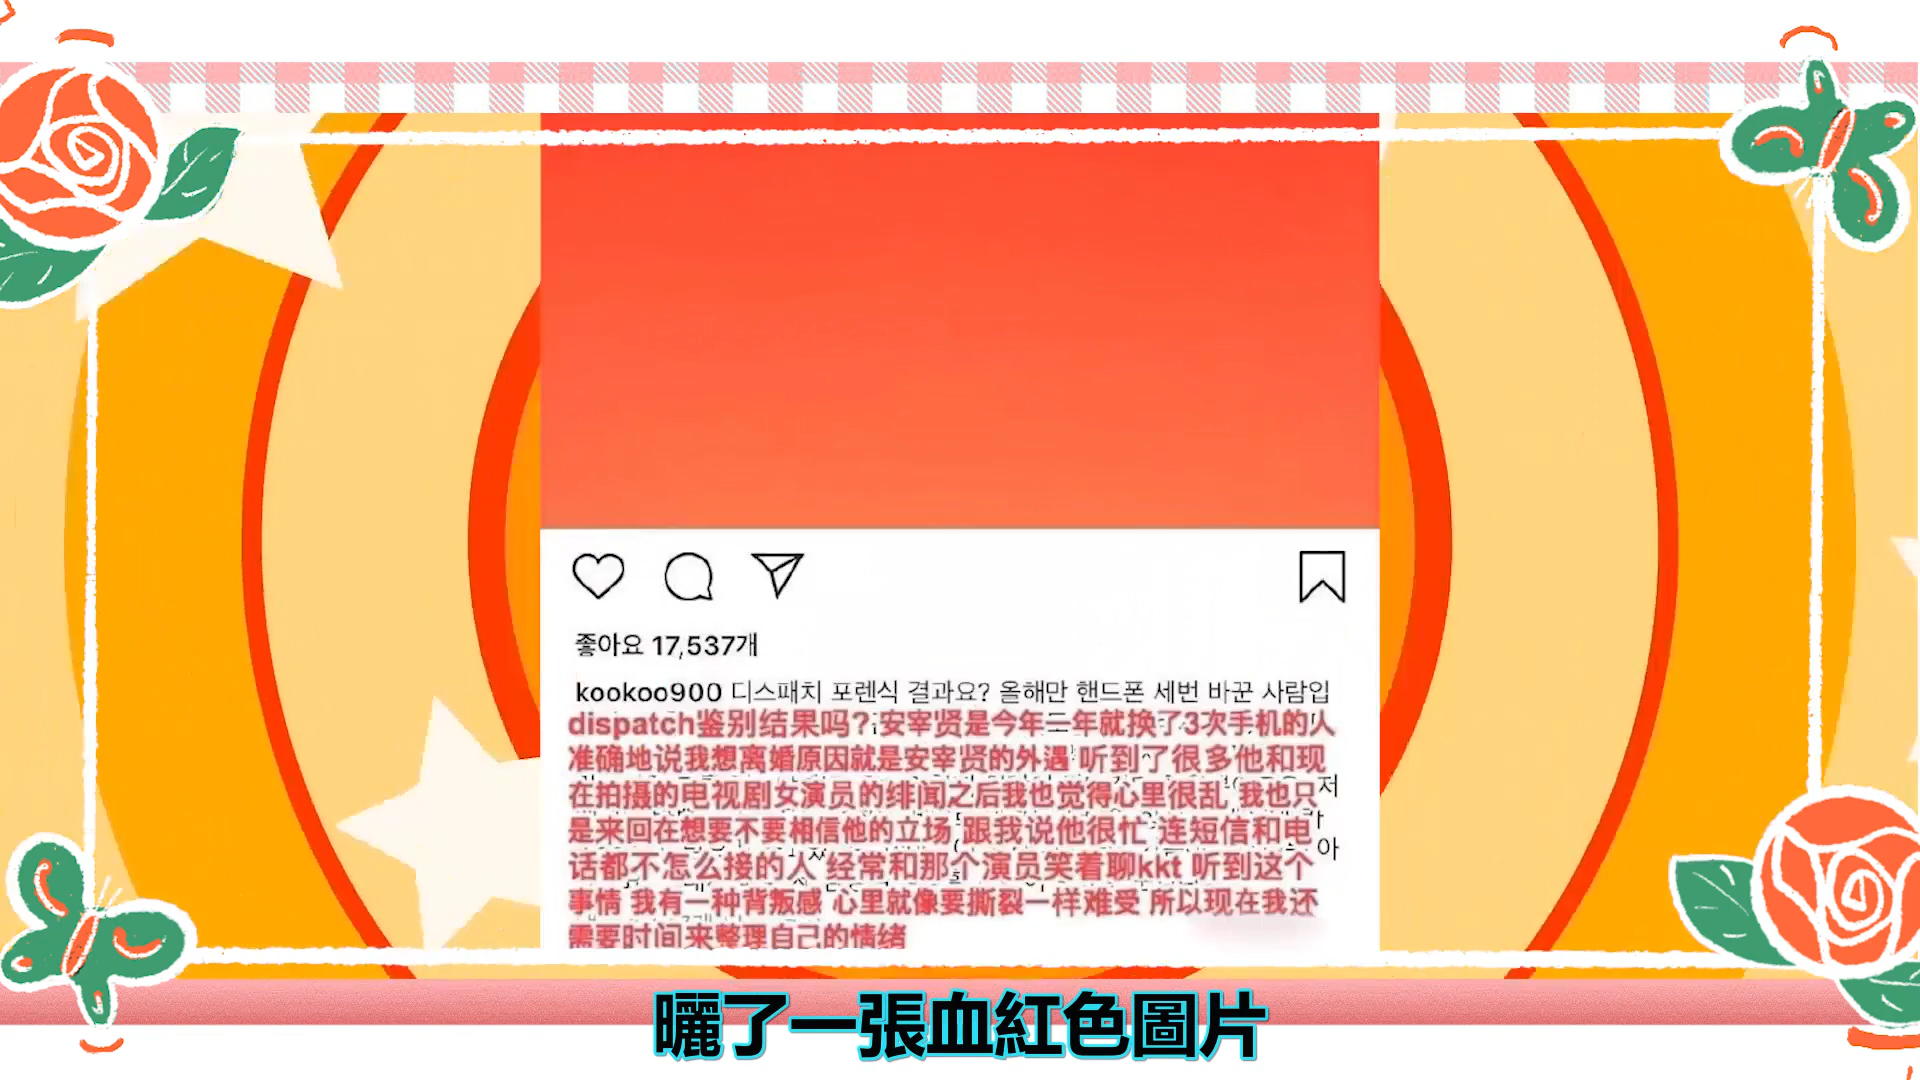 좋아요 17,537개
kookoo900 디스패치 포렌식 결과요? 올해만 핸드폰 세번 바꾼 사람입
dispatch鉴别结果吗? 安宰贤是今年一年就换了3次手机的人
准确地说我想离婚原因就是安宰贤的外遇 听到了很多他和现
在拍摄的电视剧女演员的绯闻之后我也觉得心里很乱 我也只
저
是来回在想要不要相信他的立场 跟我说他很忙 连短信和电
话都不怎么接的人 经常和那个演员笑着聊kkt 听到这个
아
事情 我有一种背叛感 心里就像要撕裂一样难受 所以现在我还
需要时间来整理自己的情绪
曬了一張血紅色圖片